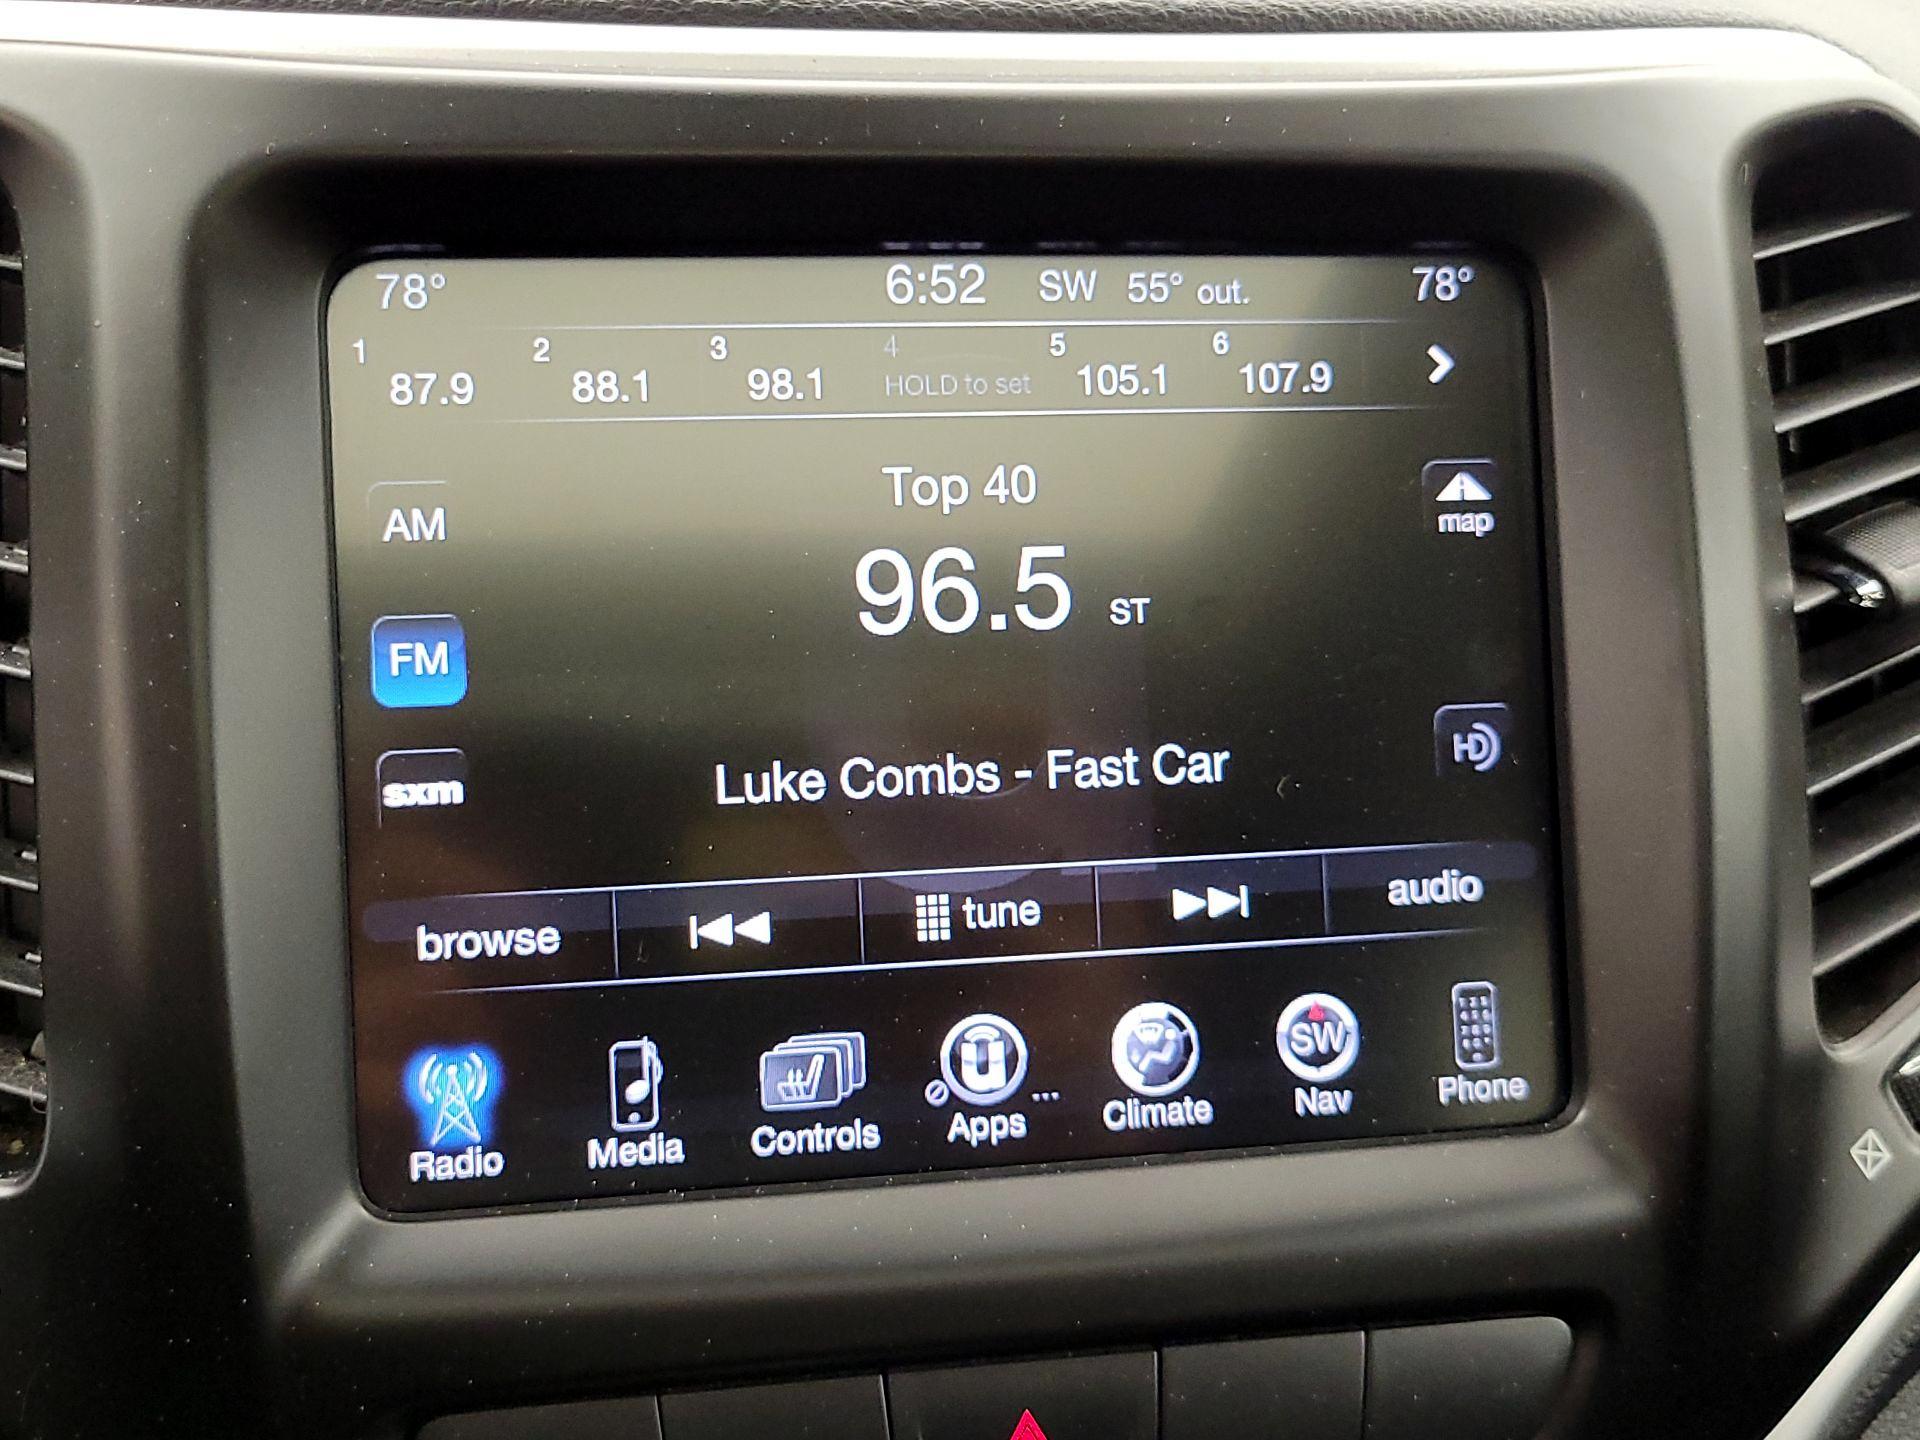 78° 6:52 SW 55° out. 78°
1 2 3 4 5 6
87.9 88.1 98.1 HOLD to set 105.1 107.9
Top 40
AM
map
96.5 ST
FM
HD
Luke Combs - Fast Car
sxm
browse tune audio
SW
Radio Media Controls Apps ... Climate Nav Phone